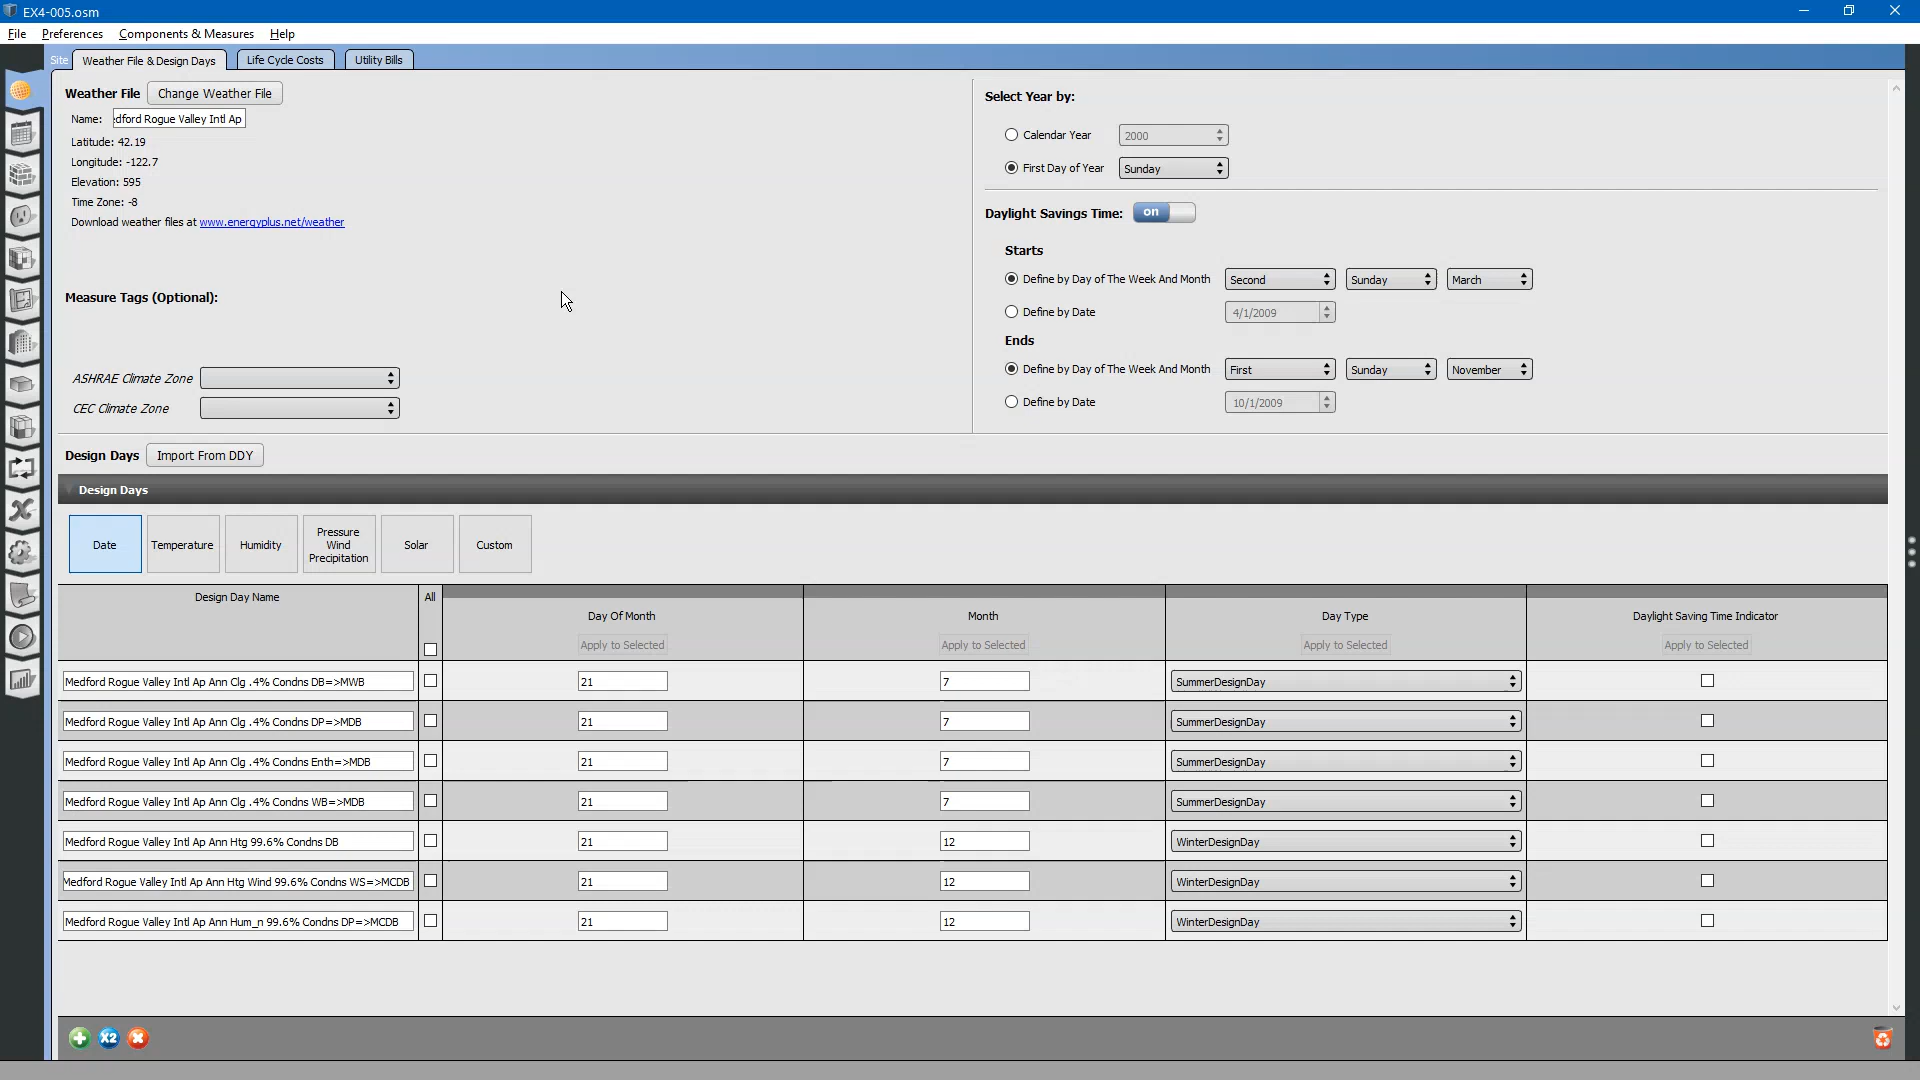 EX4-005.osm
File Preferences Components & Measures Help
Site Weather File & Design Days Life Cycle Costs Utility Bills
Weather File Change Weather File
Name: dford Rogue Valley Intl Ap
Latitude: 42.19
Longitude: -122.7
Elevation: 595
Time Zone: -8
Download weather files at www.energyplus.net/weather
Measure Tags (Optional):
ASHRAE Climate Zone
CEC Climate Zone
Select Year by:
Calendar Year 2000
First Day of Year Sunday
Daylight Savings Time: on
Starts
Define by Day of The Week And Month Second Sunday March
Define by Date 4/1/2009
Ends
Define by Day of The Week And Month First Sunday November
Define by Date 10/1/2009
Design Days Import From DDY
Design Days
Date Temperature Humidity Pressure Wind Precipitation Solar Custom
Design Day Name All Day Of Month Month Day Type Daylight Saving Time Indicator
Apply to Selected Apply to Selected Apply to Selected Apply to Selected
Medford Rogue Valley Intl Ap Ann Clg .4% Condns DB=>MWB 21 7 SummerDesignDay
Medford Rogue Valley Intl Ap Ann Clg .4% Condns DP=>MDB 21 7 SummerDesignDay
Medford Rogue Valley Intl Ap Ann Clg .4% Condns Enth=>MDB 21 7 SummerDesignDay
Medford Rogue Valley Intl Ap Ann Clg .4% Condns WB=>MDB 21 7 SummerDesignDay
Medford Rogue Valley Intl Ap Ann Htg 99.6% Condns DB 21 12 WinterDesignDay
Medford Rogue Valley Intl Ap Ann Htg Wind 99.6% Condns WS=>MCDB 21 12 WinterDesignDay
Medford Rogue Valley Intl Ap Ann Hum_n 99.6% Condns DP=>MCDB 21 12 WinterDesignDay
X2